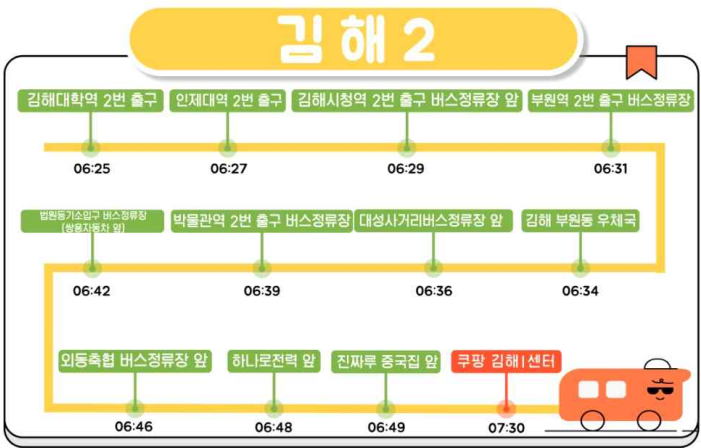 김해 2
김해대학역 2번 출구
인제대역 2번 출구
김해시청역 2번 출구 버스정류장 앞
부원역 2번 출구 버스정류장
06:25
06:27
06:29
06:31
법원등기소입구 버스정류장
(쌍용자동차 앞)
박물관역 2번 출구 버스정류장
대성사거리버스정류장 앞
김해 부원동 우체국
06:42
06:39
06:36
06:34
외동축협 버스정류장 앞
하나로전력 앞
진짜루 중국집 앞
쿠팡 김해1센터
06:46
06:48
06:49
07:30